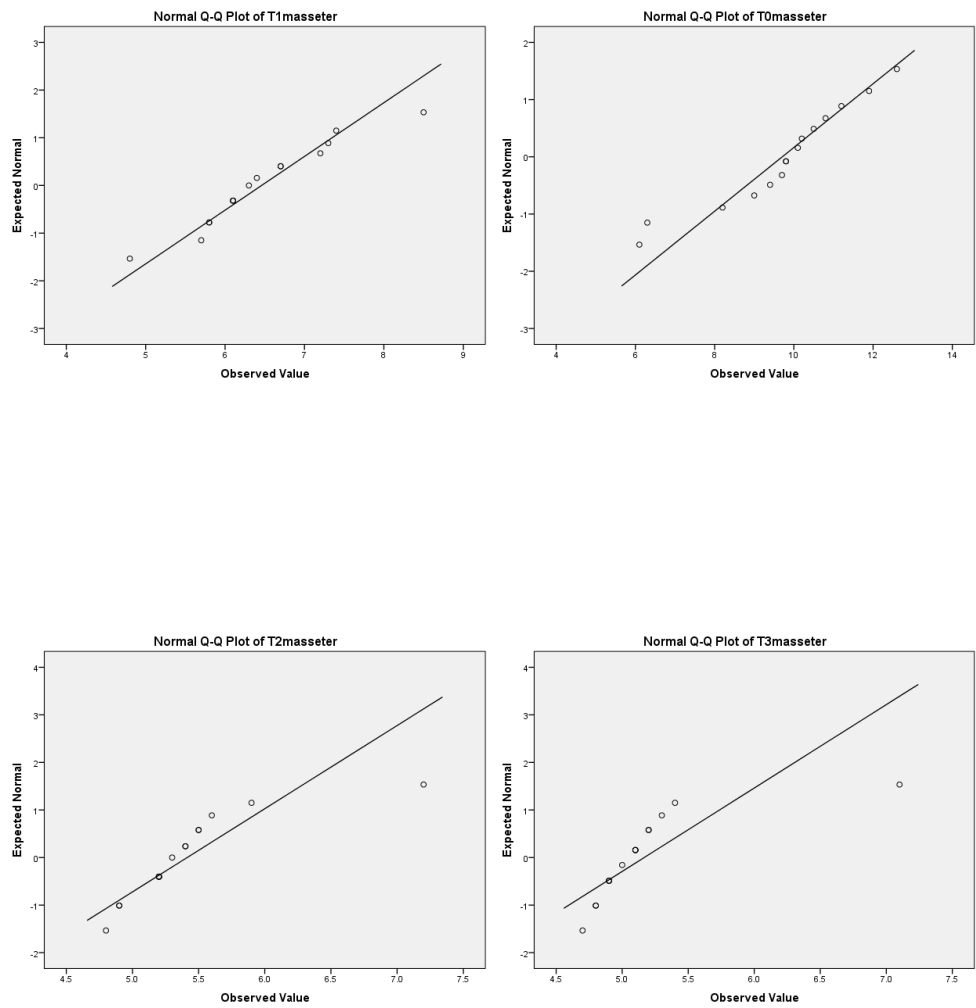 Normal Q-Q Plot of T1masseter
3
2
1
0
-1
-2
-3
Expected Normal
4 5 6 7 8 9
Observed Value
Normal Q-Q Plot of T0masseter
2
1
0
-1
-2
-3
Expected Normal
4 6 8 10 12 14
Observed Value
Normal Q-Q Plot of T2masseter
4
3
2
1
0
-1
-2
Expected Normal
4.5 5.0 5.5 6.0 6.5 7.0 7.5
Observed Value
Normal Q-Q Plot of T3masseter
4
3
2
1
0
-1
-2
Expected Normal
4.5 5.0 5.5 6.0 6.5 7.0 7.5
Observed Value